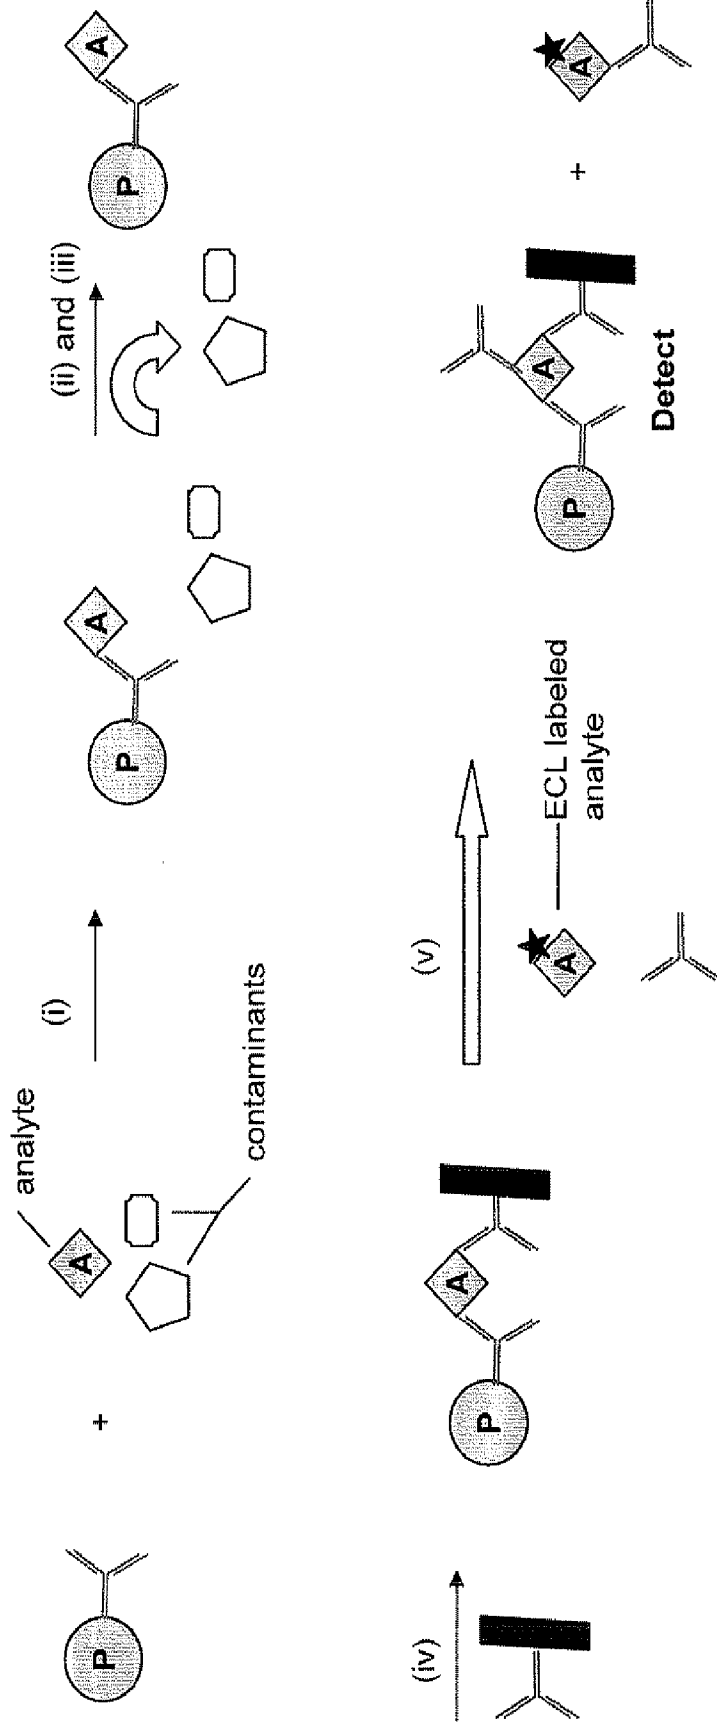 P
+
analyte
A
contaminants
(i)
P
A
(ii) and (iii)
P
A
(iv)
P
A
(v)
A
ECL labeled
analyte
P
A
Detect
+
A